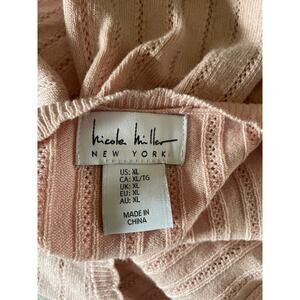 Nicole Miller
NEW YORK
US: XL
CA: XL/TG
UK: XL
EU: XL
AU: XL
MADE IN
CHINA